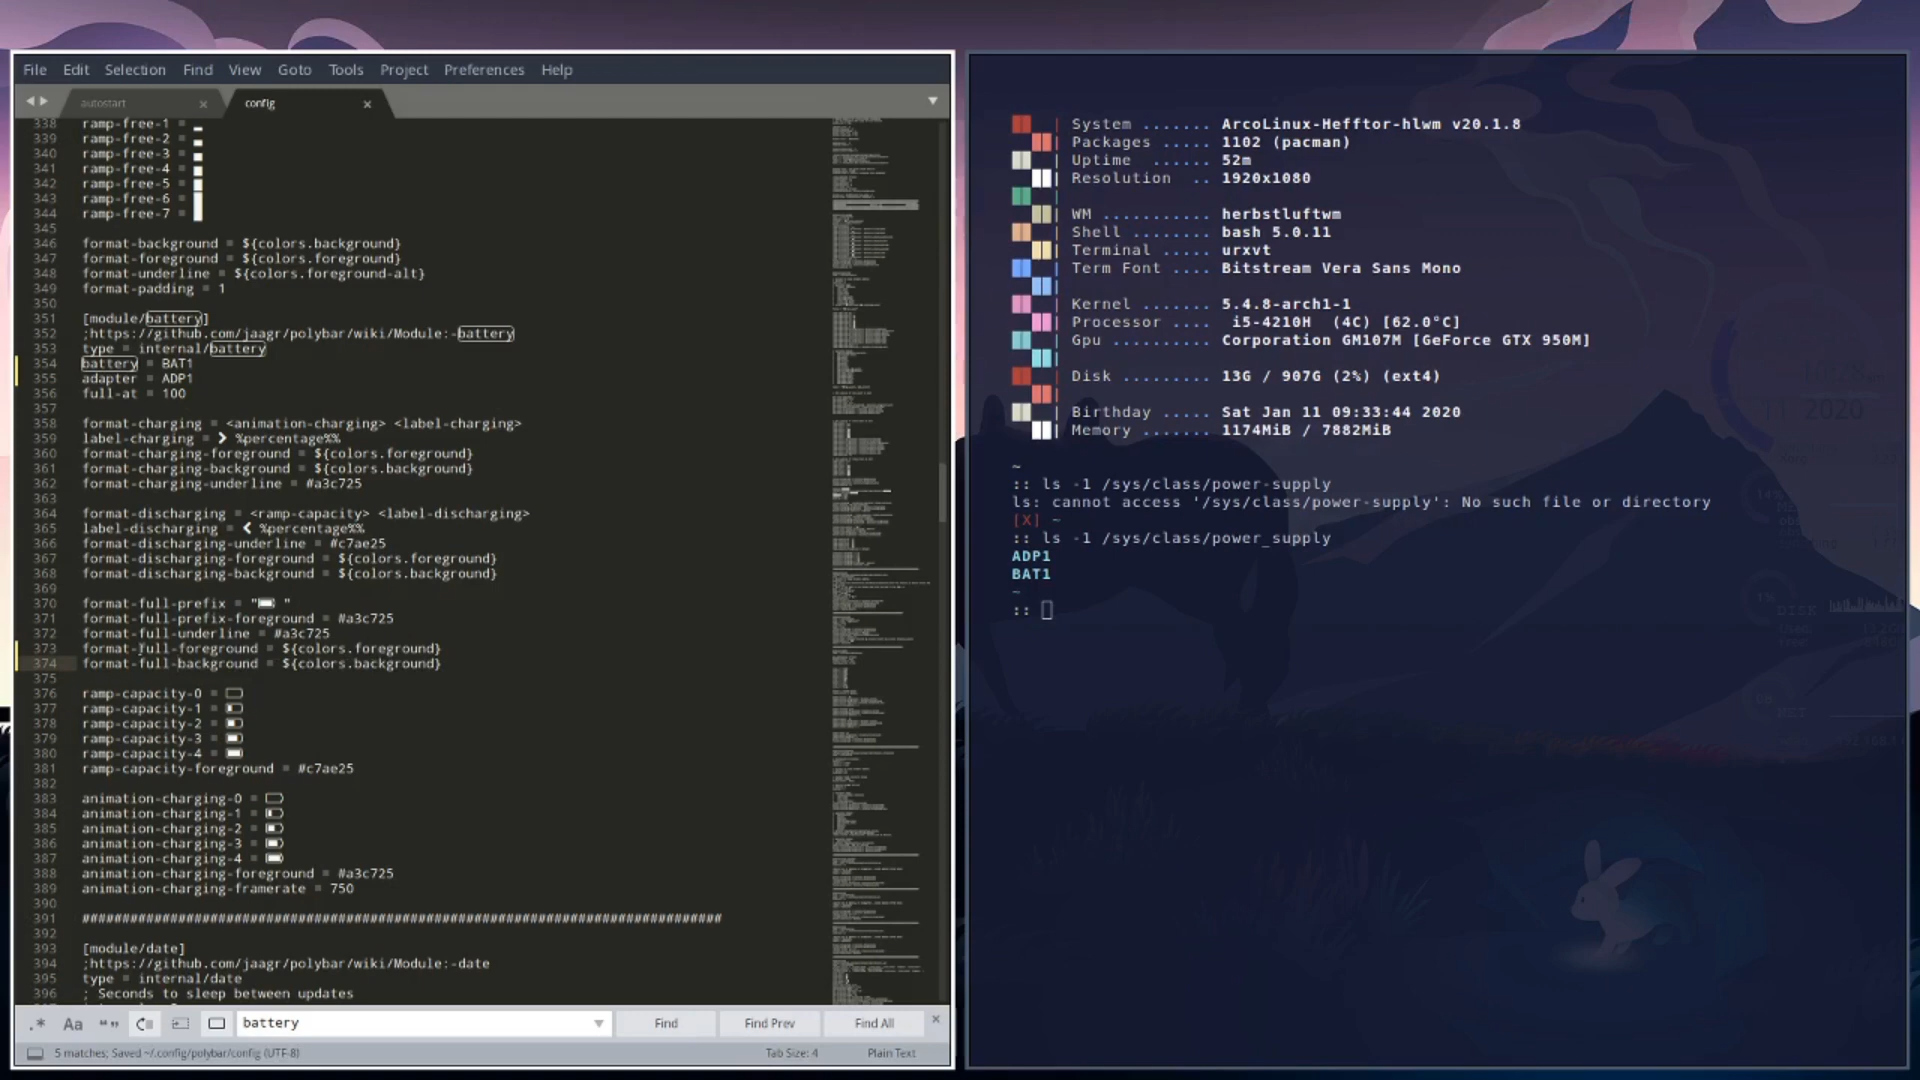 File Edit Selection Find View Goto Tools Project Preferences Help
autostart
config
338 ramp-free-1 =
339 ramp-free-2 =
340 ramp-free-3 =
341 ramp-free-4 =
342 ramp-free-5 =
343 ramp-free-6 =
344 ramp-free-7 =
345
346 format-background = ${colors.background}
347 format-foreground = ${colors.foreground}
348 format-underline = ${colors.foreground-alt}
349 format-padding = 1
350
351 [module/battery]
352 ;https://github.com/jaagr/polybar/wiki/Module:-battery
353 type = internal/battery
354 battery = BAT1
355 adapter = ADP1
356 full-at = 100
357
358 format-charging = <animation-charging> <label-charging>
359 label-charging = %percentage%%
360 format-charging-foreground = ${colors.foreground}
361 format-charging-background = ${colors.background}
362 format-charging-underline = #a3c725
363
364 format-discharging = <ramp-capacity> <label-discharging>
365 label-discharging = %percentage%%
366 format-discharging-underline = #c7ae25
367 format-discharging-foreground = ${colors.foreground}
368 format-discharging-background = ${colors.background}
369
370 format-full-prefix = " "
371 format-full-prefix-foreground = #a3c725
372 format-full-underline = #a3c725
373 format-full-foreground = ${colors.foreground}
374 format-full-background = ${colors.background}
375
376 ramp-capacity-0 =
377 ramp-capacity-1 =
378 ramp-capacity-2 =
379 ramp-capacity-3 =
380 ramp-capacity-4 =
381 ramp-capacity-foreground = #c7ae25
382
383 animation-charging-0 =
384 animation-charging-1 =
385 animation-charging-2 =
386 animation-charging-3 =
387 animation-charging-4 =
388 animation-charging-foreground = #a3c725
389 animation-charging-framerate = 750
390
391 ################################################################################
392
393 [module/date]
394 ;https://github.com/jaagr/polybar/wiki/Module:-date
395 type = internal/date
396 ; Seconds to sleep between updates
.* Aa “” battery Find Find Prev Find All
5 matches; Saved ~/.config/polybar/config (UTF-8) Tab Size: 4 Plain Text
System ....... ArcoLinux-Hefftor-hlwm v20.1.8
Packages ..... 1102 (pacman)
Uptime ...... 52m
Resolution .. 1920x1080
WM ........... herbstluftwm
Shell ........ bash 5.0.11
Terminal ..... urxvt
Term Font .... Bitstream Vera Sans Mono
Kernel ....... 5.4.8-arch1-1
Processor .... i5-4210H (4C) [62.0°C]
Gpu .......... Corporation GM107M [GeForce GTX 950M]
Disk ......... 13G / 907G (2%) (ext4)
Birthday ..... Sat Jan 11 09:33:44 2020
Memory ....... 1174MiB / 7882MiB
~
:: ls -1 /sys/class/power-supply
ls: cannot access '/sys/class/power-supply': No such file or directory
[X] ~
:: ls -1 /sys/class/power_supply
ADP1
BAT1
~
::